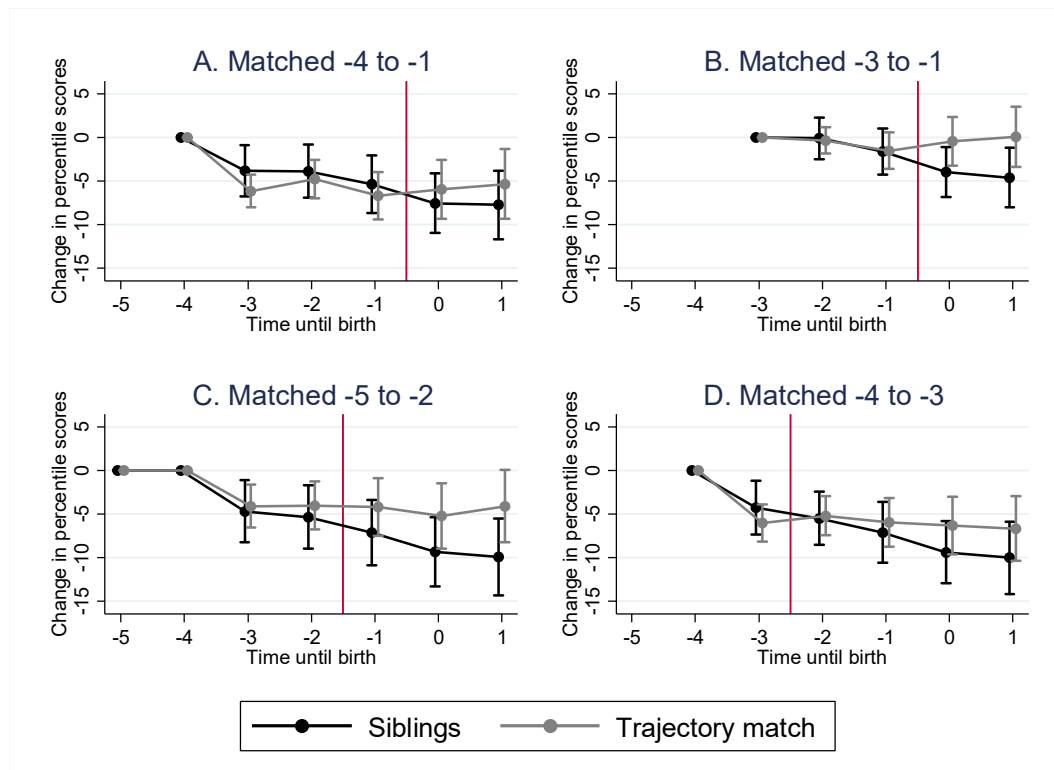 A. Matched -4 to -1
Change in percentile scores
5
0
-5
-10
-15
-5 -4 -3 -2 -1 0 1
Time until birth
B. Matched -3 to -1
Change in percentile scores
5
0
-5
-10
-15
-5 -4 -3 -2 -1 0 1
Time until birth
C. Matched -5 to -2
Change in percentile scores
5
0
-5
-10
-15
-5 -4 -3 -2 -1 0 1
Time until birth
D. Matched -4 to -3
Change in percentile scores
5
0
-5
-10
-15
-5 -4 -3 -2 -1 0 1
Time until birth
Siblings Trajectory match